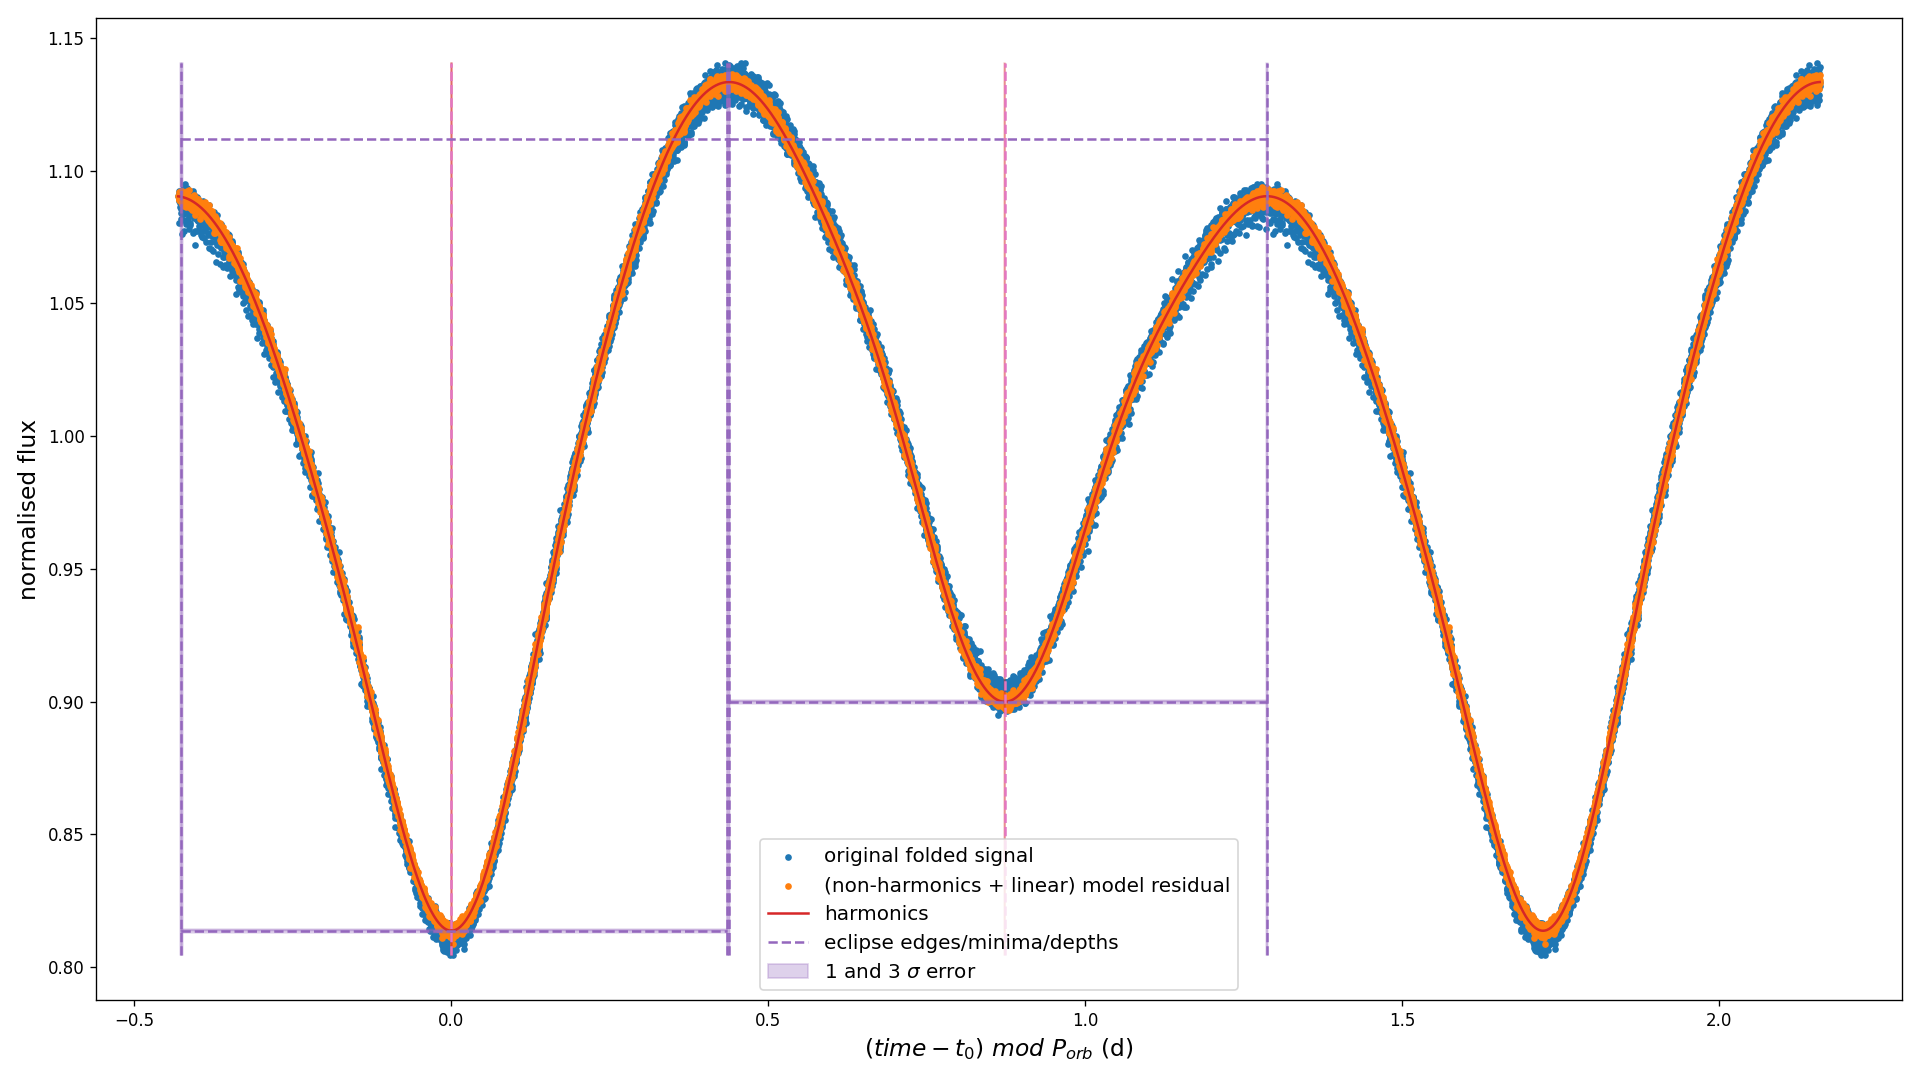 1.15
1.10
1.05
1.00
0.95
0.90
0.85
0.80
normalised flux
original folded signal
(non-harmonics + linear) model residual
harmonics
eclipse edges/minima/depths
1 and 3 σ error
−0.5 0.0 0.5 1.0 1.5 2.0
(time − t₀) mod P_orb (d)